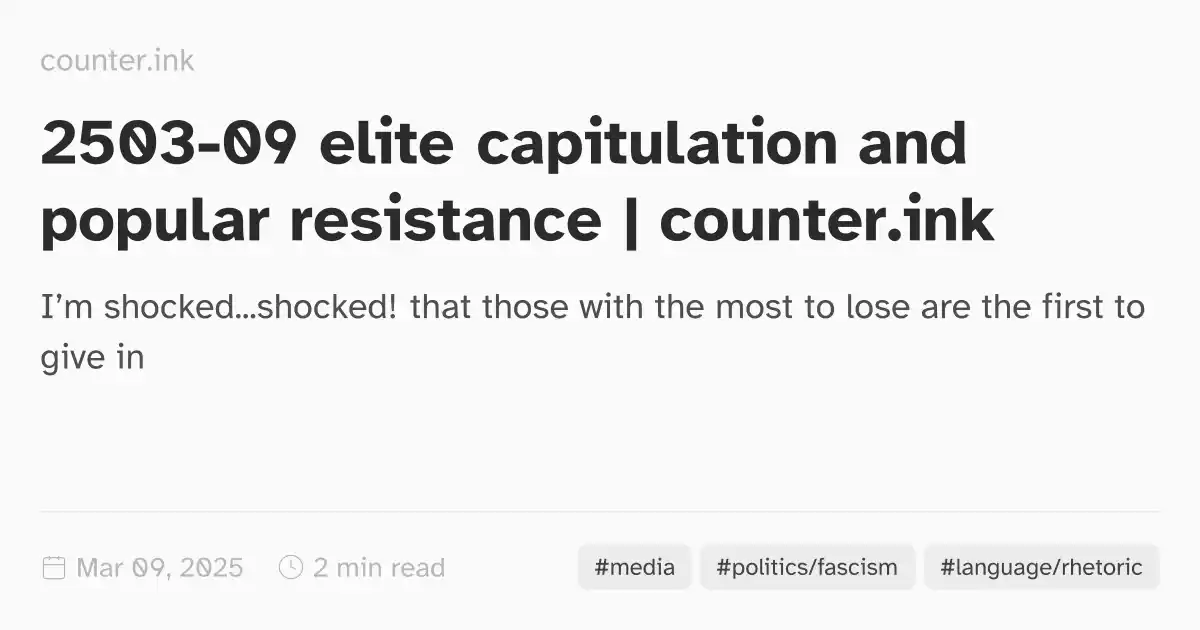 counter.ink
2503-09 elite capitulation and
popular resistance | counter.ink
I’m shocked...shocked! that those with the most to lose are the first to
give in
Mar 09, 2025 2 min read #media #politics/fascism #language/rhetoric